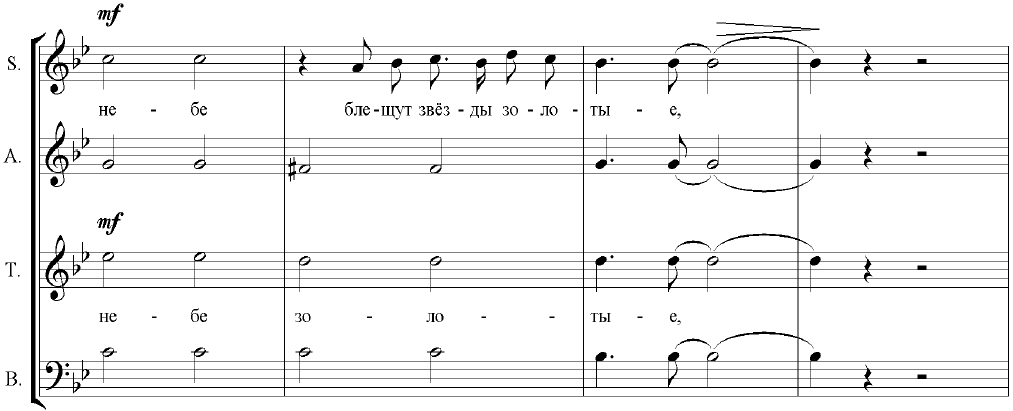 mf
S.
не - бе бле - щут звёз - ды зо - ло - ты - е,
A.
mf
T.
не - бе зо - ло - - ты - е,
B.